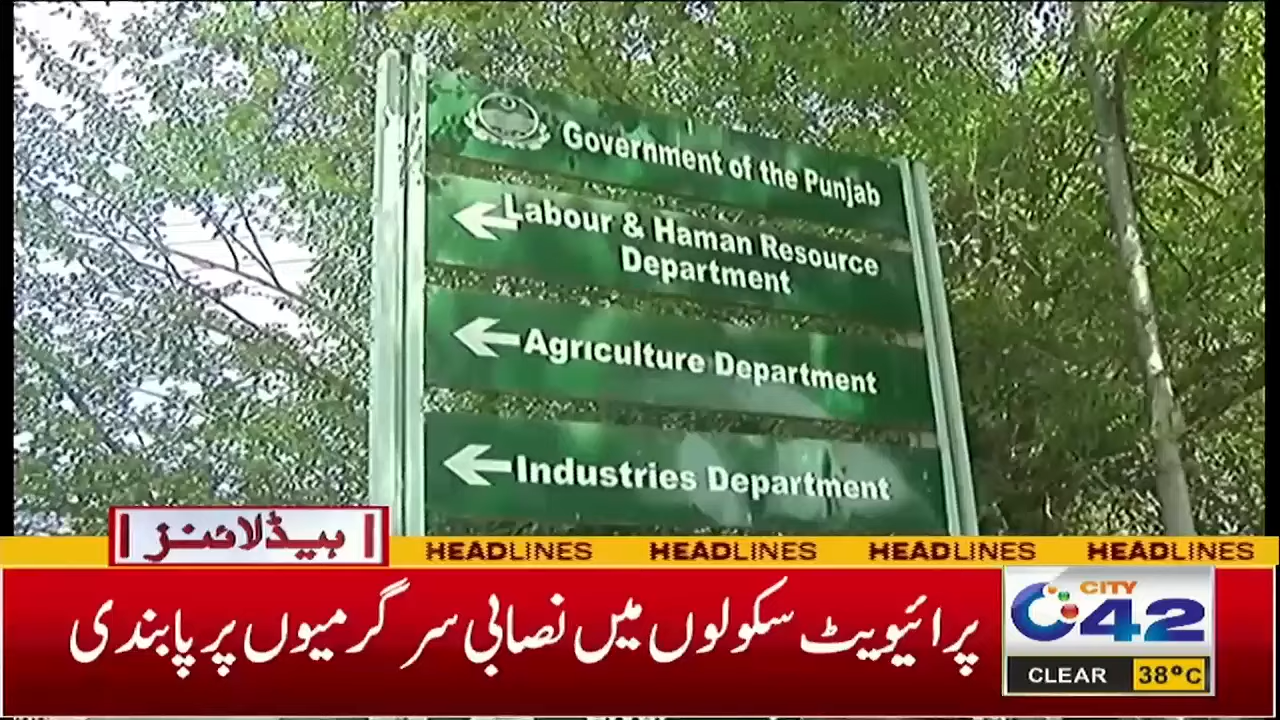 Government of the Punjab
Labour & Haman Resource
Department
Agriculture Department
Industries Department
ہیڈلائنز
HEADLINES HEADLINES HEADLINES HEADLINES
پرائیویٹ سکولوں میں نصابی سرگرمیوں پر پابندی
CITY
42
CLEAR 38°C